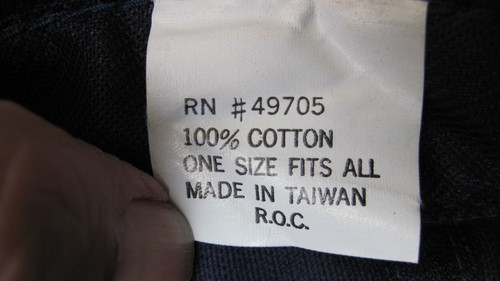 RN #49705
100% COTTON
ONE SIZE FITS ALL
MADE IN TAIWAN
R.O.C.